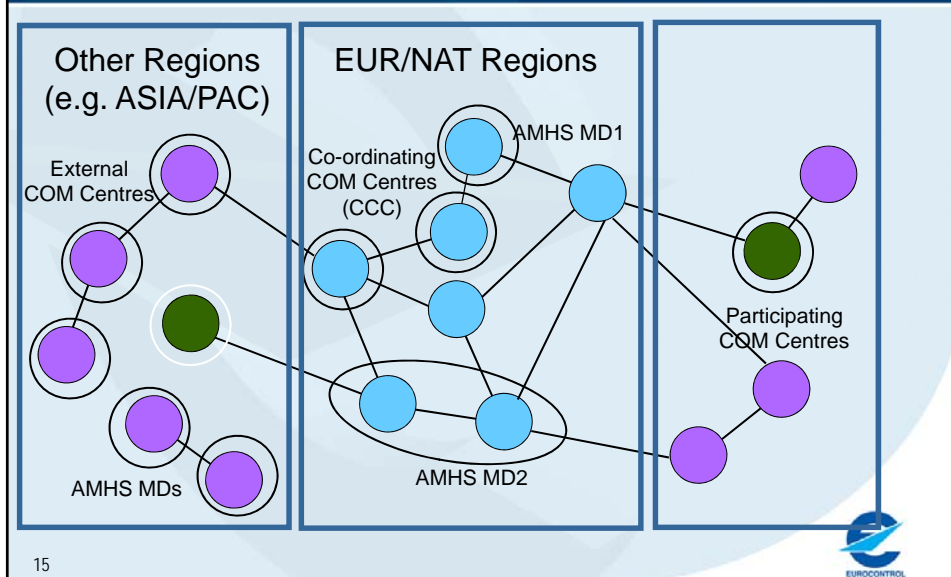 Other Regions
(e.g. ASIA/PAC)
EUR/NAT Regions
External
COM Centres
Co-ordinating
COM Centres
(CCC)
AMHS MD1
Participating
COM Centres
AMHS MDs
AMHS MD2
15
EUROCONTROL